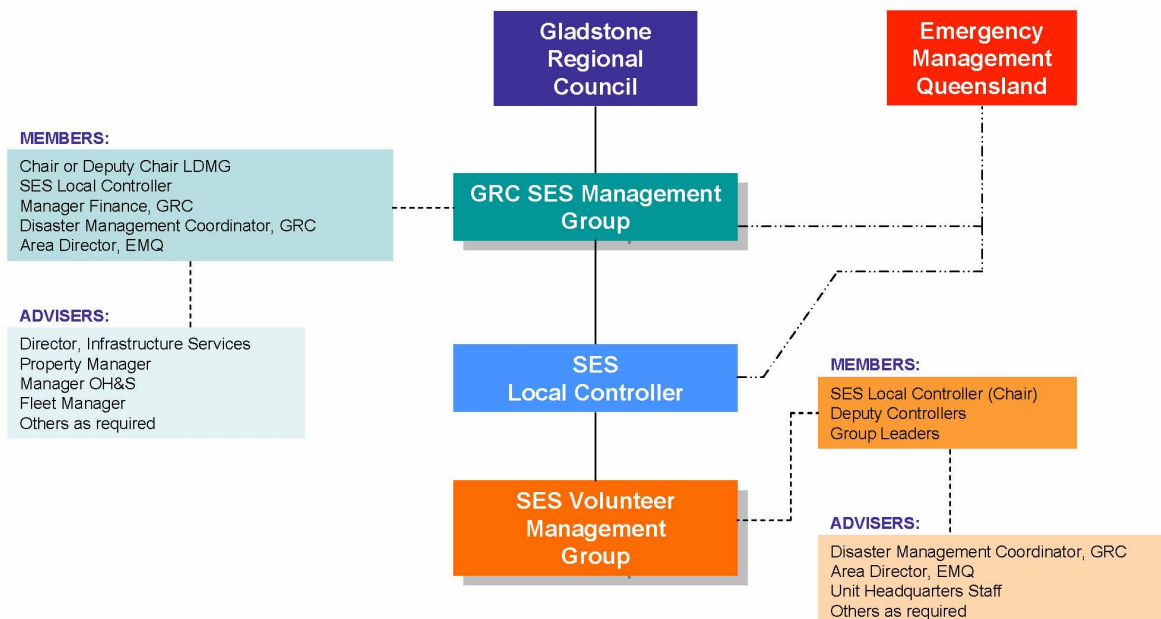 Gladstone
Regional
Council
Emergency
Management
Queensland
MEMBERS:
Chair or Deputy Chair LDMG
SES Local Controller
Manager Finance, GRC
Disaster Management Coordinator, GRC
Area Director, EMQ
GRC SES Management
Group
ADVISERS:
Director, Infrastructure Services
Property Manager
Manager OH&S
Fleet Manager
Others as required
SES
Local Controller
MEMBERS:
SES Local Controller (Chair)
Deputy Controllers
Group Leaders
SES Volunteer
Management
Group
ADVISERS:
Disaster Management Coordinator, GRC
Area Director, EMQ
Unit Headquarters Staff
Others as required